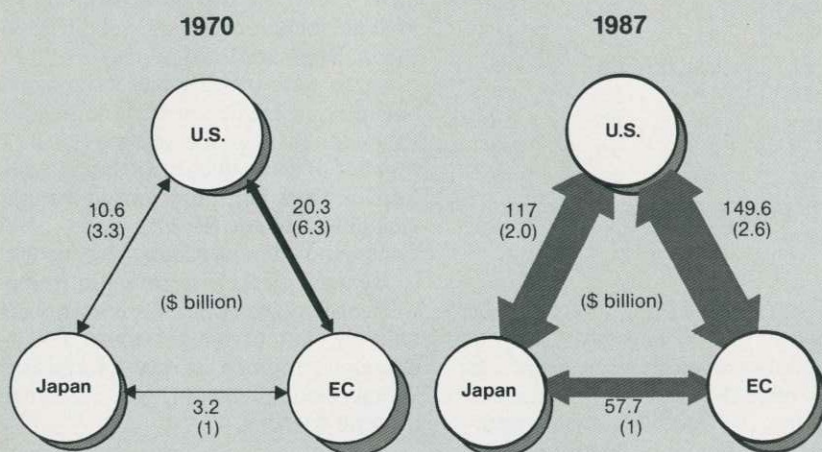 1970
U.S.
10.6
(3.3)
20.3
(6.3)
($ billion)
Japan
EC
3.2
(1)
1987
U.S.
117
(2.0)
149.6
(2.6)
($ billion)
Japan
EC
57.7
(1)